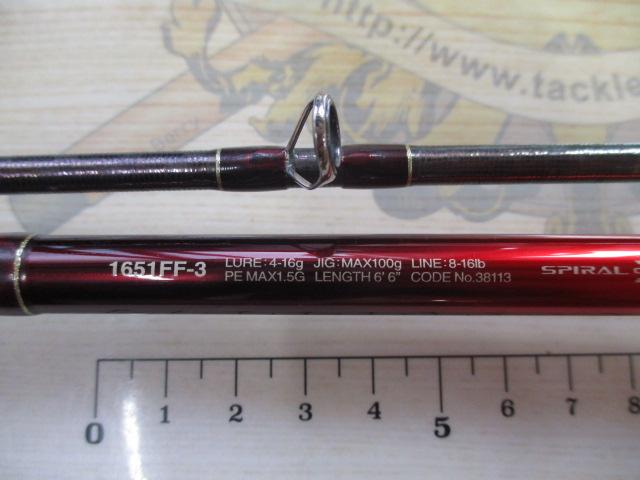 http://www.tackle
1651FF-3 LURE:4-16g JIG:MAX100g LINE:8-16lb
PE MAX1.5G LENGTH 6'6" CODE No.38113
SPIRAL
0 1 2 3 4 5 6 7 8